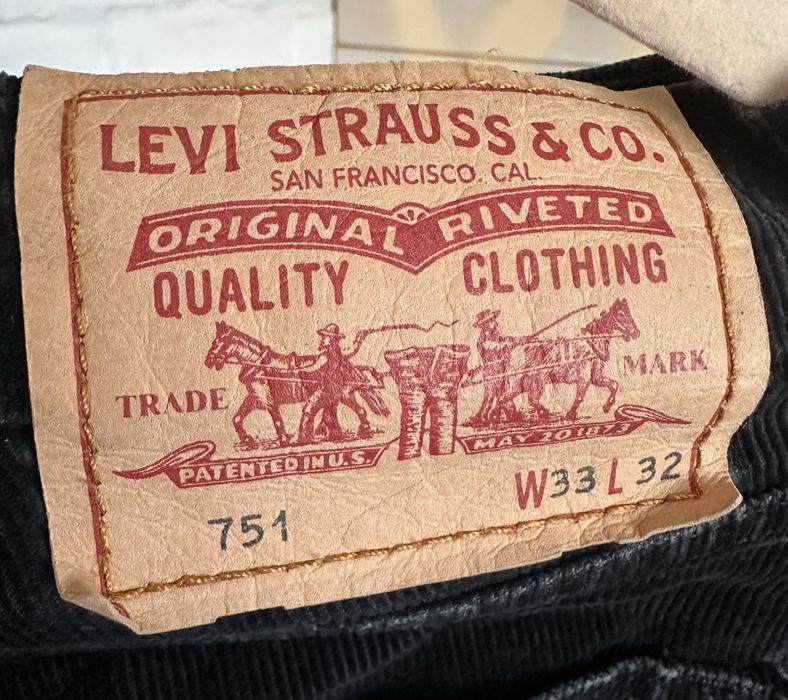 LEVI STRAUSS & CO.
SAN FRANCISCO. CAL.
ORIGINAL RIVETED
QUALITY CLOTHING
TRADE MARK
PATENTED IN U.S. MAY 20 1873
751 W33 L 32